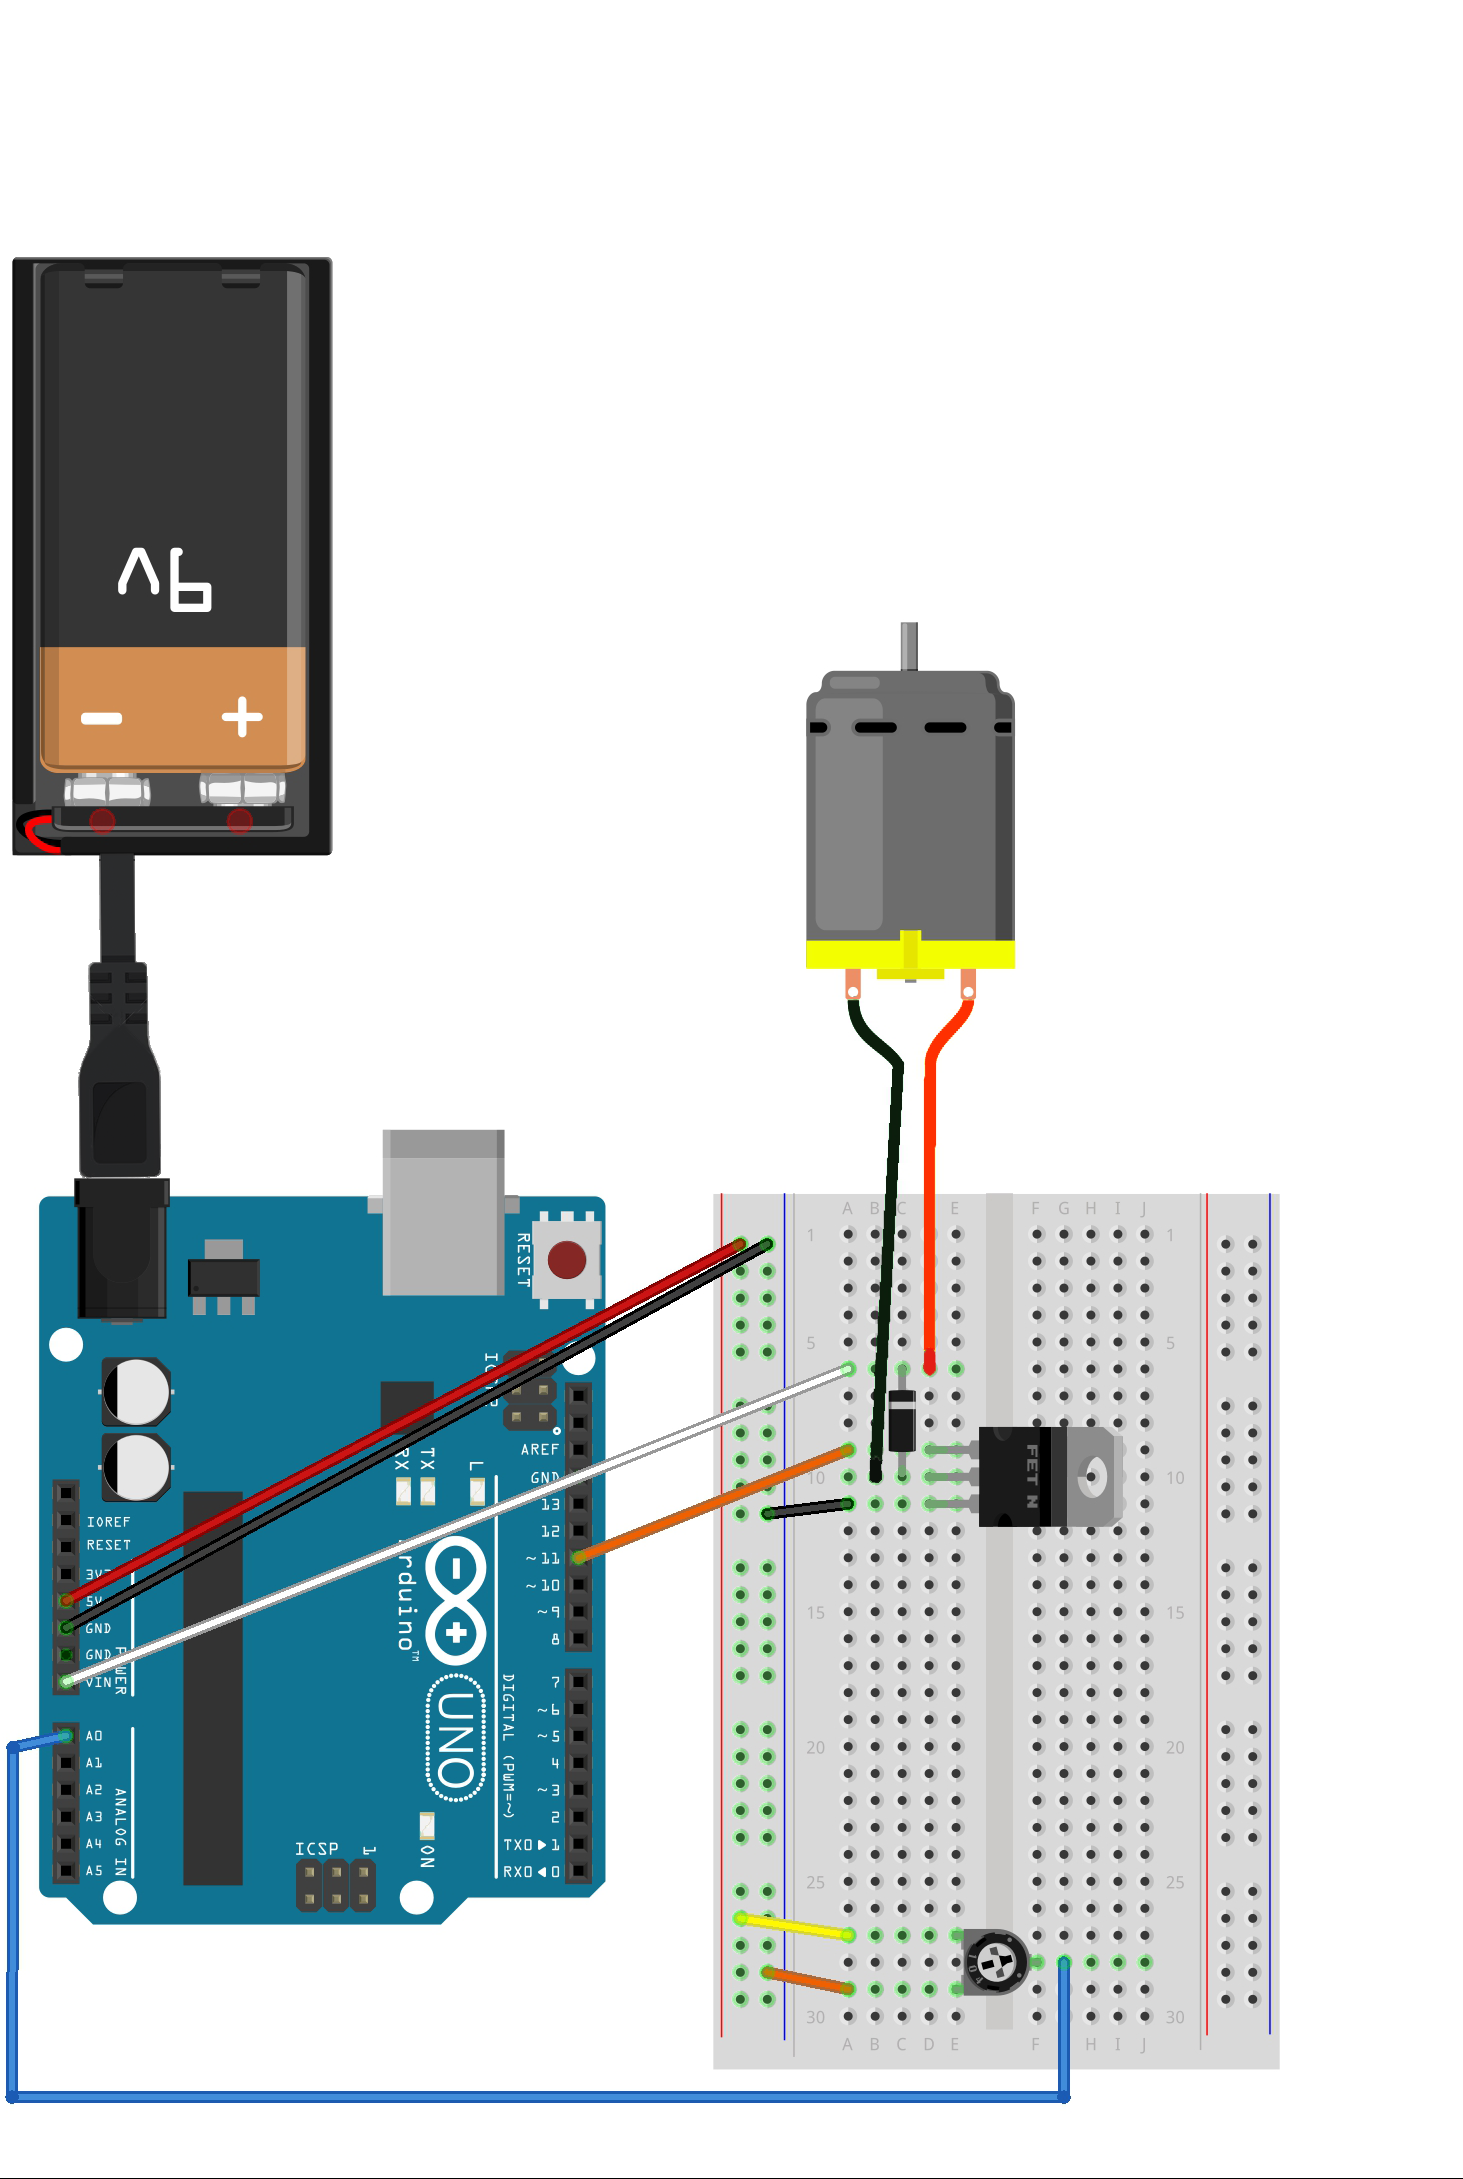 9V
- +
RESET
ICSP
AREF
GND
13
12
~11
~10
~9
8
RX
TX
L
IOREF
RESET
3V3
5V
GND
GND
VIN
POWER
Arduino™
UNO
7
~6
~5
4
~3
2
TX0▶1
RX0◀0
DIGITAL (PWM=~)
A0
A1
A2
A3
A4
A5
ANALOG IN
ICSP
1
ON
A B C E F G H I J
1 1
5 5
10 10
15 15
20 20
25 25
30 30
A B C D E F H I J
FET N